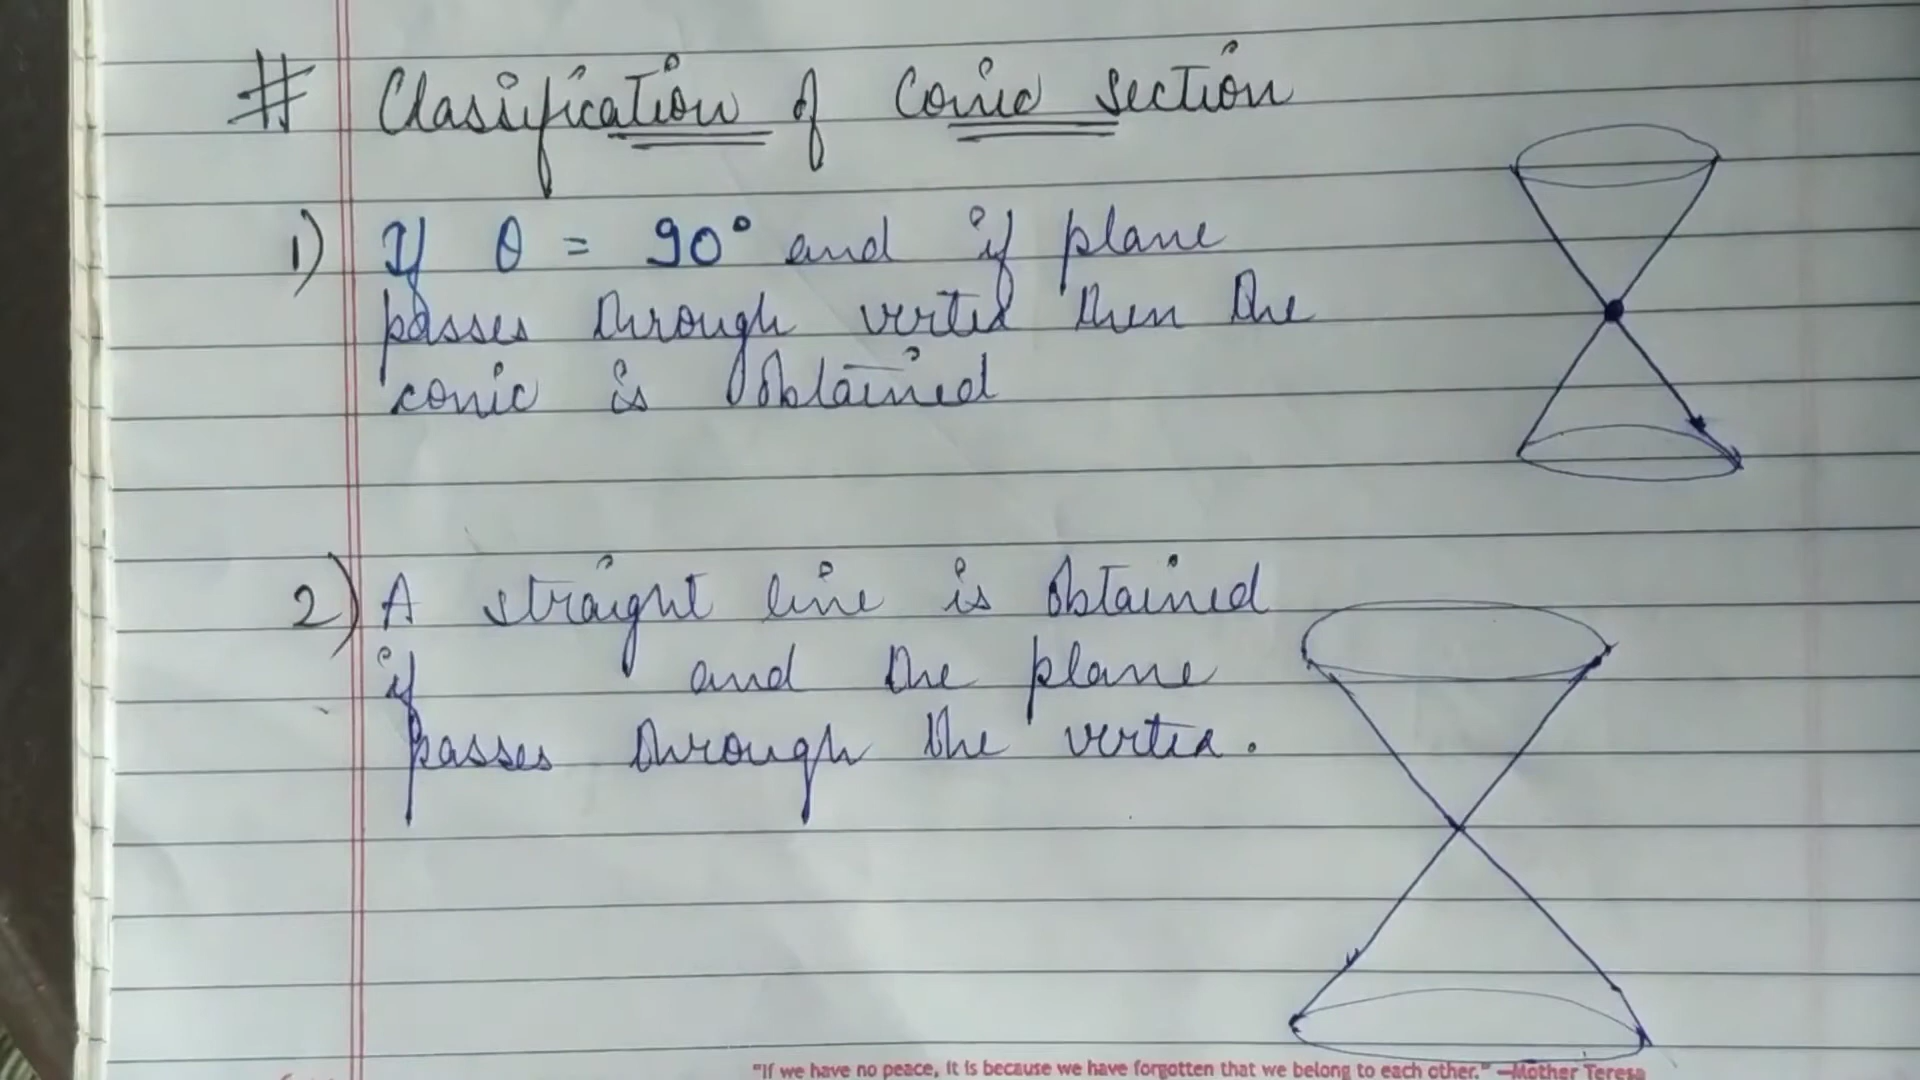 # Clasification of Conic section
1) If θ = 90° and if plane
passes through vertex then the
conic is Obtained
2) A straight line is Obtained
if and the plane
passes through the vertex.
"If we have no peace, it is because we have forgotten that we belong to each other." —Mother Teresa